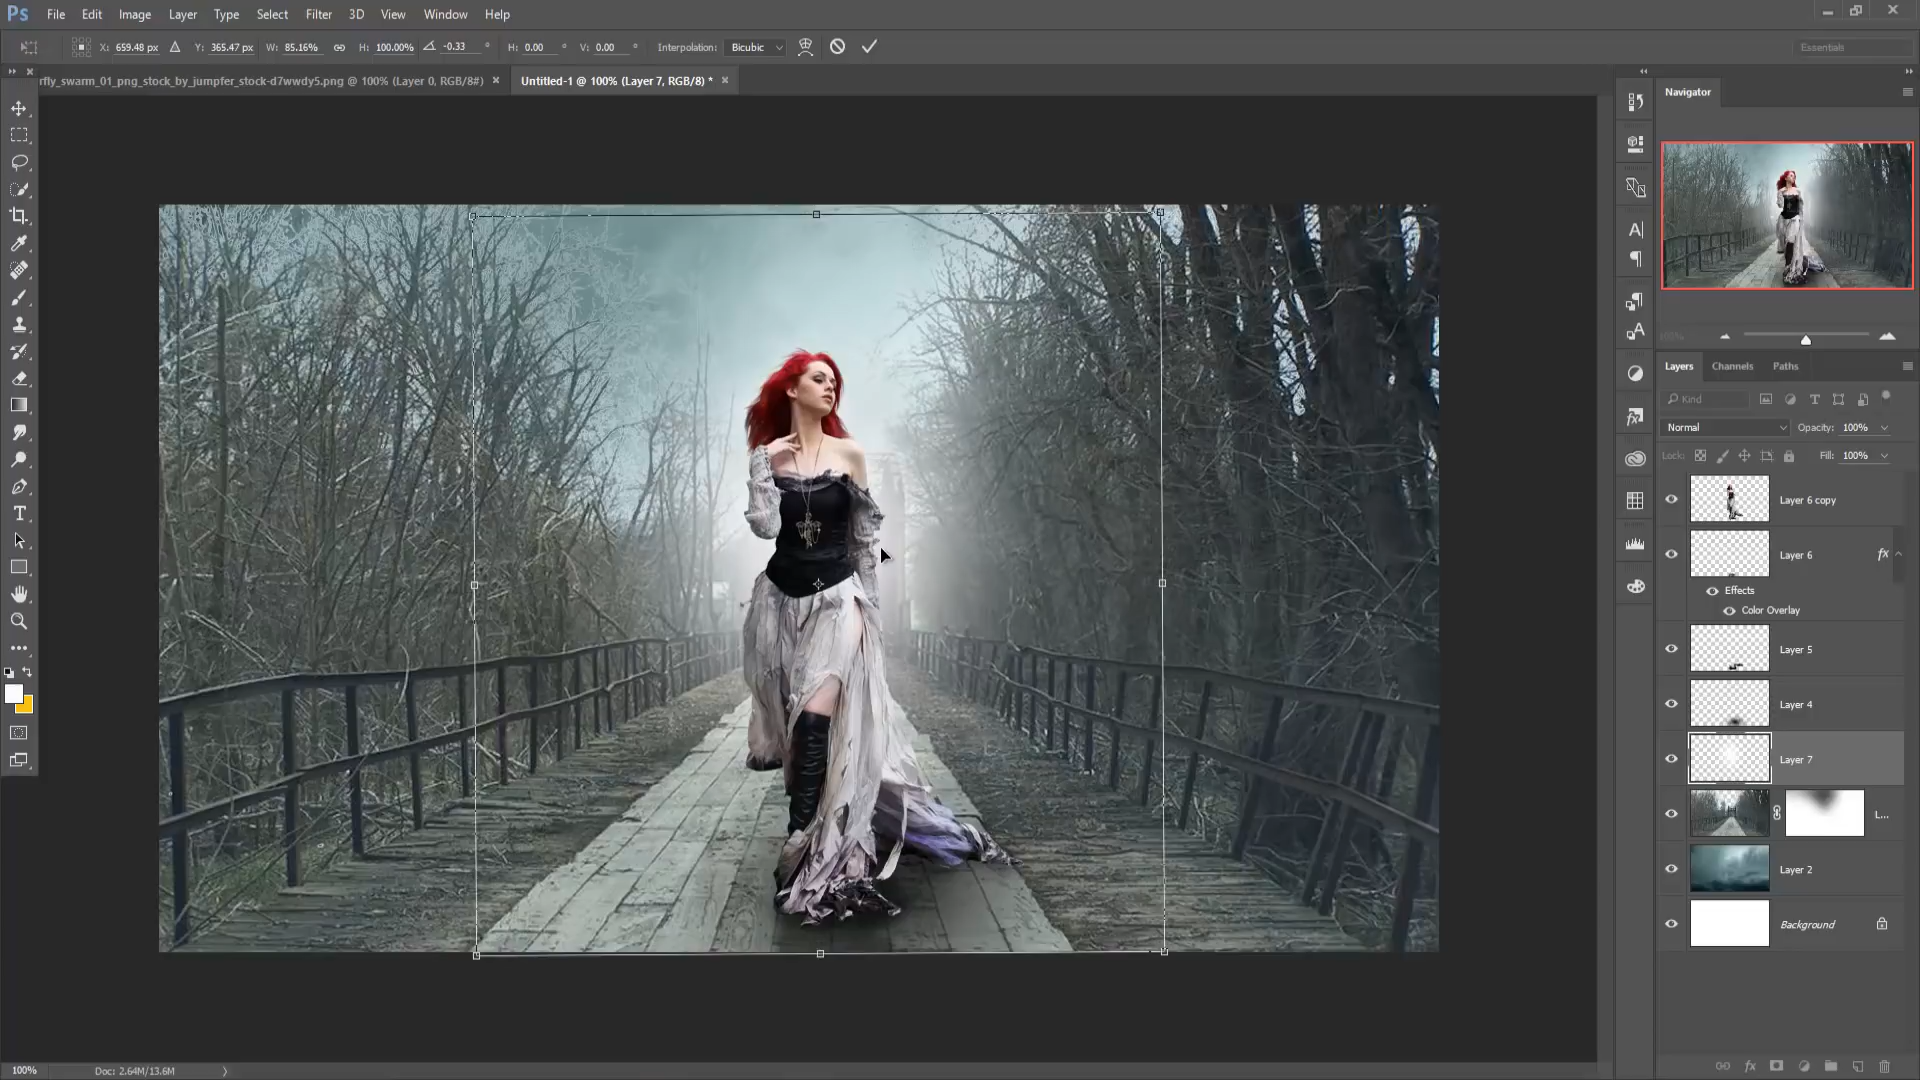 Ps File Edit Image Layer Type Select Filter 3D View Window Help
X: 659.48 px Y: 365.47 px W: 85.16% H: 100.00% -0.33 ° H: 0.00 ° V: 0.00 ° Interpolation: Bicubic Essentials
rfly_swarm_01_png_stock_by_jumpfer_stock-d7wwdy5.png @ 100% (Layer 0, RGB/8#) × Untitled-1 @ 100% (Layer 7, RGB/8) * ×
Navigator
100%
Layers Channels Paths
Kind
Normal Opacity: 100%
Lock: Fill: 100%
Layer 6 copy
Layer 6 fx
Effects
Color Overlay
Layer 5
Layer 4
Layer 7
L...
Layer 2
Background
100% Doc: 2.64M/13.6M